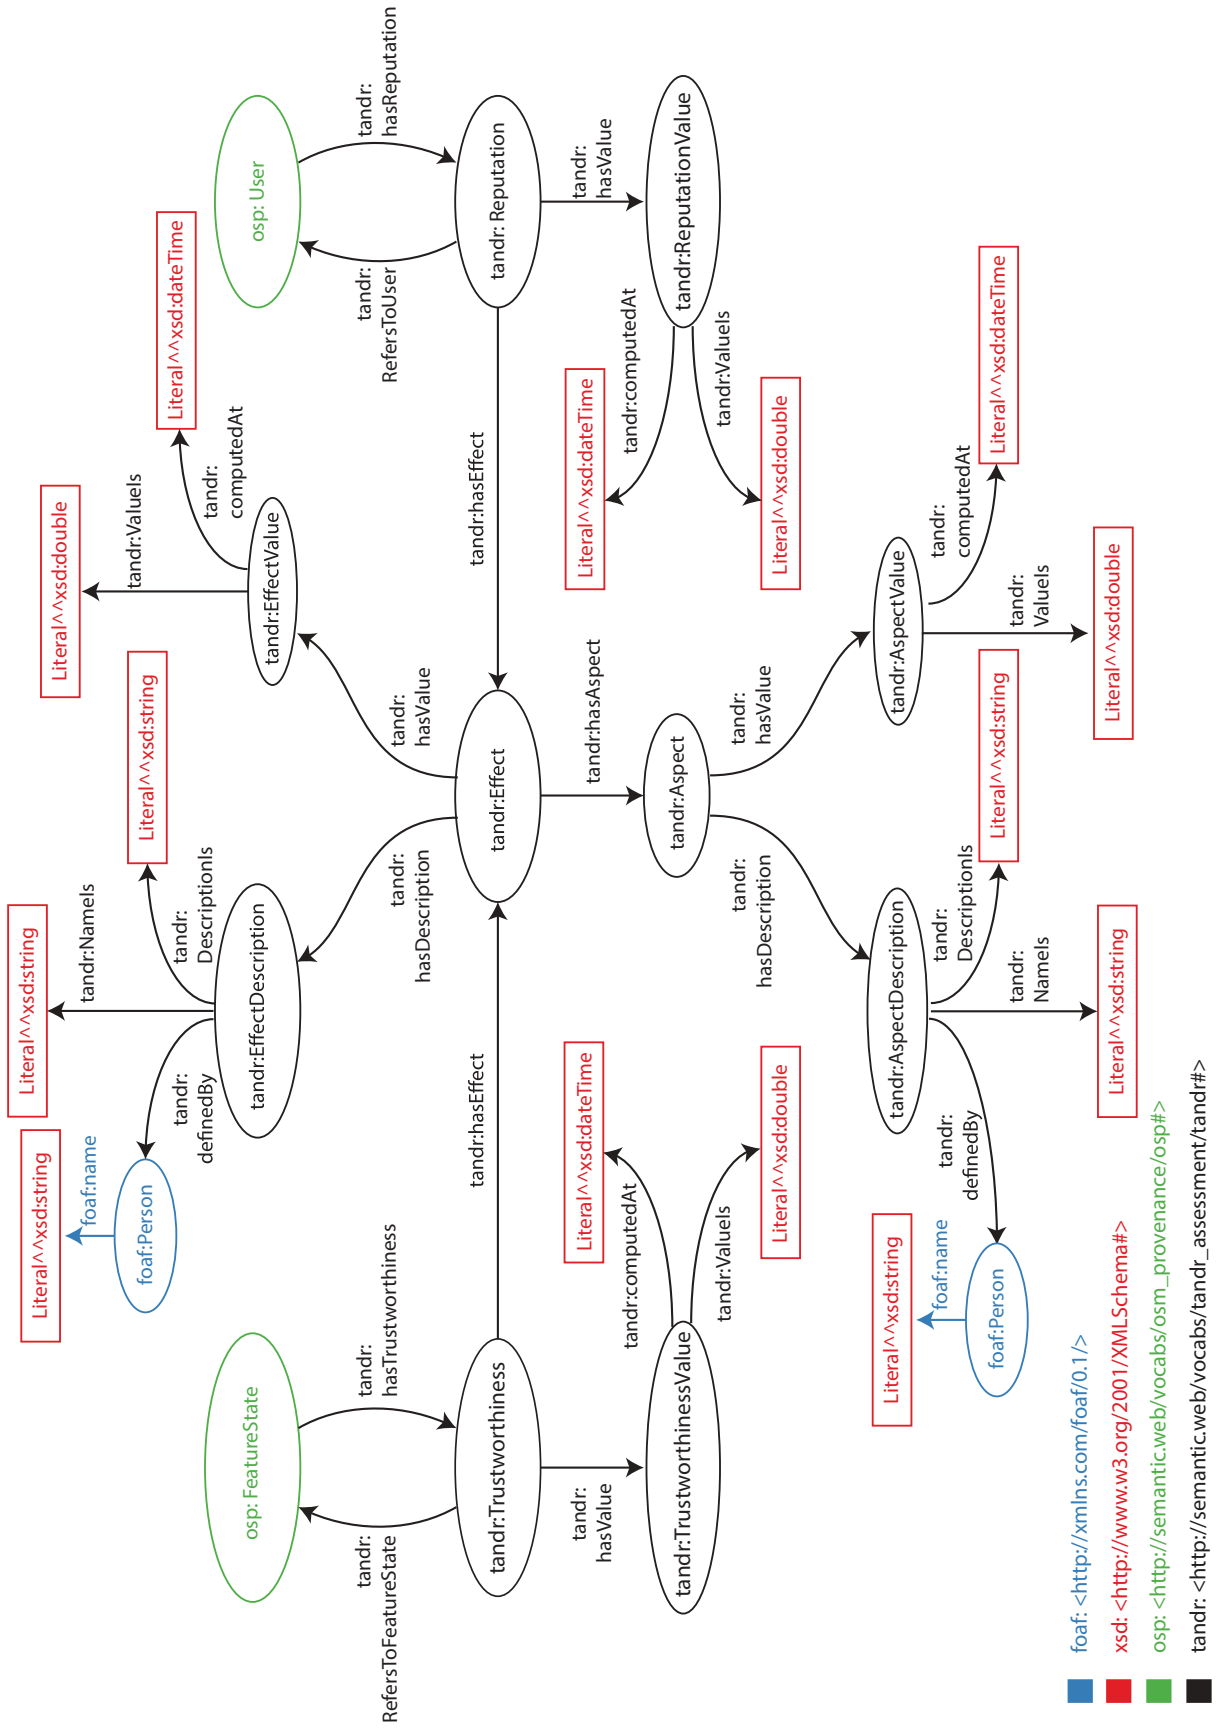 Literal^^xsd:string
Literal^^xsd:string
Literal^^xsd:double
foaf:name
tandr:NameIs
tandr:ValueIs
foaf:Person
Literal^^xsd:string
Literal^^xsd:dateTime
tandr:
definedBy
tandr:
DescriptionIs
tandr:
computedAt
osp: FeatureState
tandr:EffectDescription
tandr:EffectValue
osp: User
tandr:
RefersToFeatureState
tandr:
hasTrustworthiness
tandr:
hasDescription
tandr:
hasValue
tandr:
RefersToUser
tandr:
hasReputation
tandr:Trustworthiness
tandr:hasEffect
tandr:Effect
tandr:hasEffect
tandr: Reputation
tandr:
hasValue
Literal^^xsd:dateTime
tandr:hasAspect
Literal^^xsd:dateTime
tandr:
hasValue
tandr:computedAt
tandr:computedAt
tandr:TrustworthinessValue
tandr:Aspect
tandr:ReputationValue
tandr:ValueIs
tandr:ValueIs
Literal^^xsd:double
tandr:
hasDescription
tandr:
hasValue
Literal^^xsd:double
Literal^^xsd:string
tandr:AspectDescription
tandr:AspectValue
foaf:name
tandr:
definedBy
tandr:
DescriptionIs
tandr:
computedAt
foaf:Person
Literal^^xsd:string
Literal^^xsd:dateTime
tandr:
NameIs
tandr:
ValueIs
Literal^^xsd:string
Literal^^xsd:double
foaf: <http://xmlns.com/foaf/0.1/>
xsd: <http://www.w3.org/2001/XMLSchema#>
osp: <http://semantic.web/vocabs/osm_provenance/osp#>
tandr: <http://semantic.web/vocabs/tandr_assessment/tandr#>